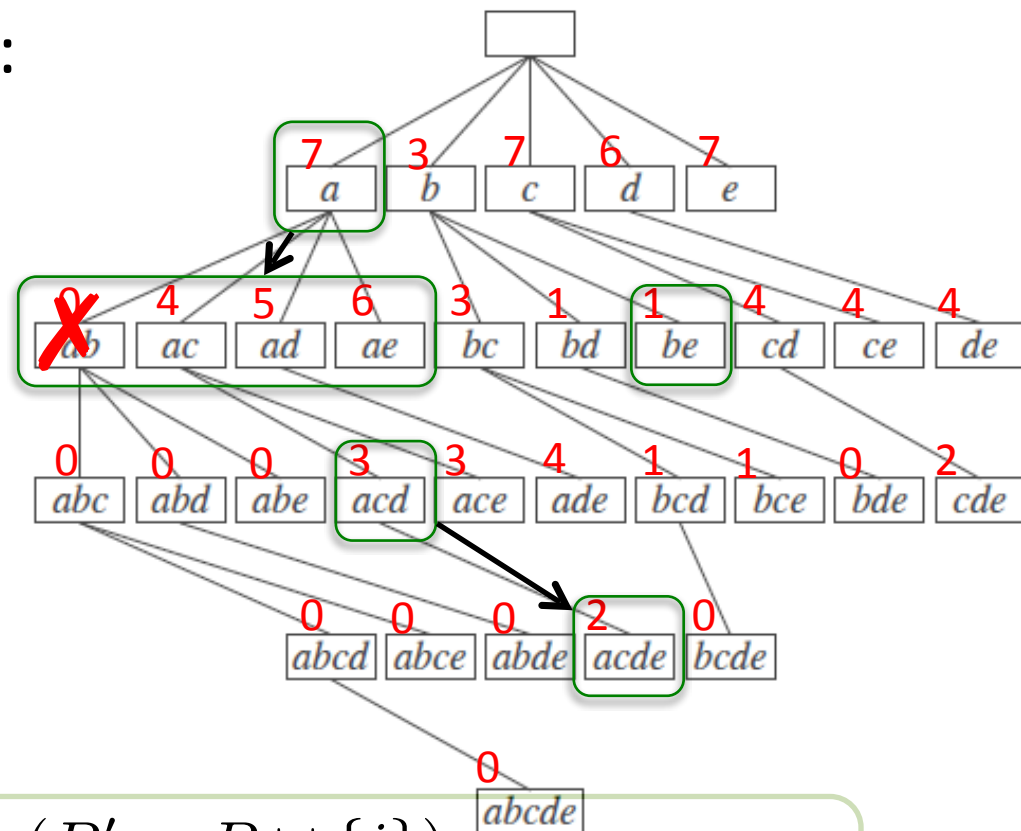 :
7 3 7 6 7
a b c d e
0 4 5 6 3 1 1 4 4 4
ab ac ad ae bc bd be cd ce de
0 0 0 3 3 4 1 1 0 2
abc abd abe acd ace ade bcd bce bde cde
0 0 0 2 0
abcd abce abde acde bcde
0
abcde